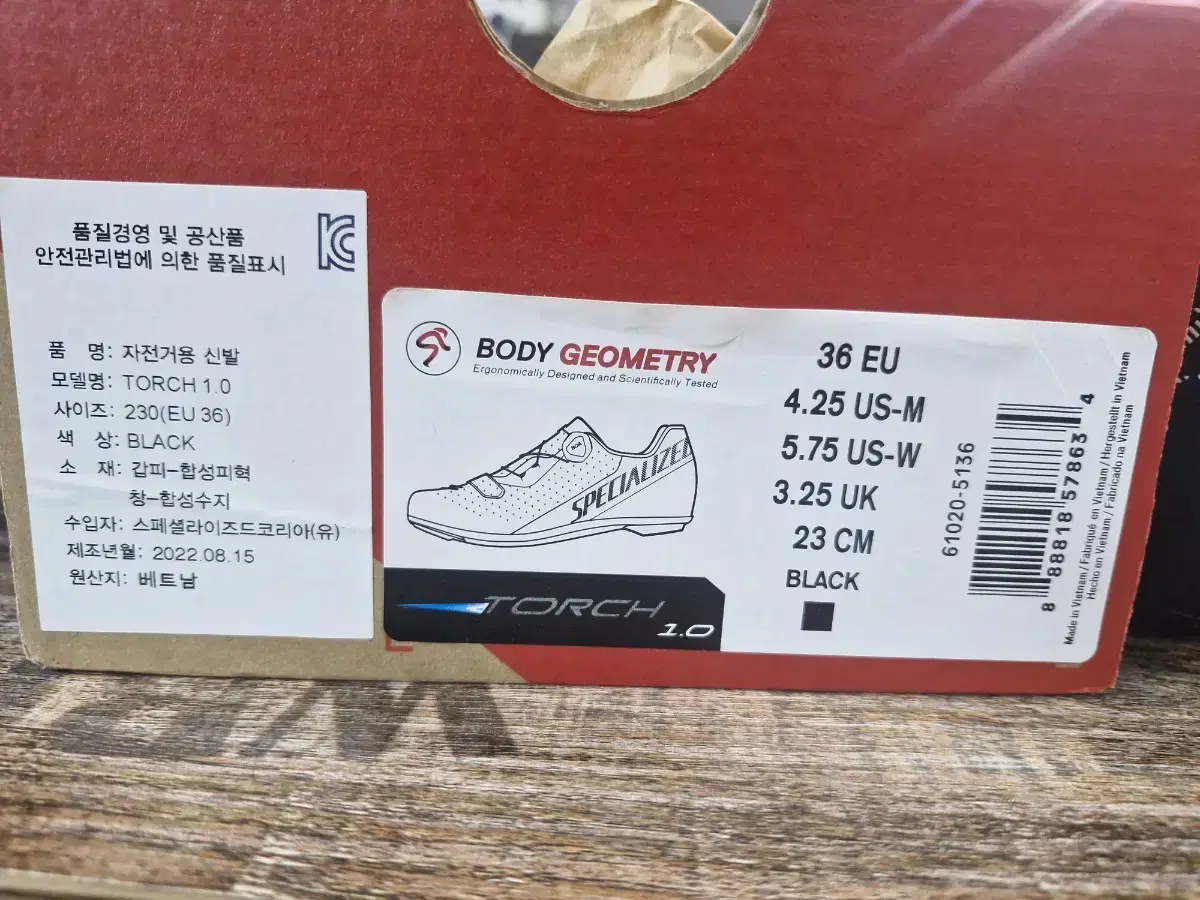 품질경영 및 공산품
안전관리법에 의한 품질표시
품 명: 자전거용 신발
모델명: TORCH 1.0
사이즈: 230(EU 36)
색 상: BLACK
소 재: 갑피-합성피혁
창-합성수지
수입자: 스페셜라이즈드코리아(유)
제조년월: 2022.08.15
원산지: 베트남
BODY GEOMETRY
Ergonomically Designed and Scientifically Tested
SPECIALIZED
TORCH
1.0
36 EU
4.25 US-M
5.75 US-W
3.25 UK
23 CM
BLACK
61020-5136
8 88818 57863 4
Made in Vietnam / Fabriqué en Vietnam / Hergestellt in Vietnam
Hecho en Vietnam / Fabricado na Vietnam